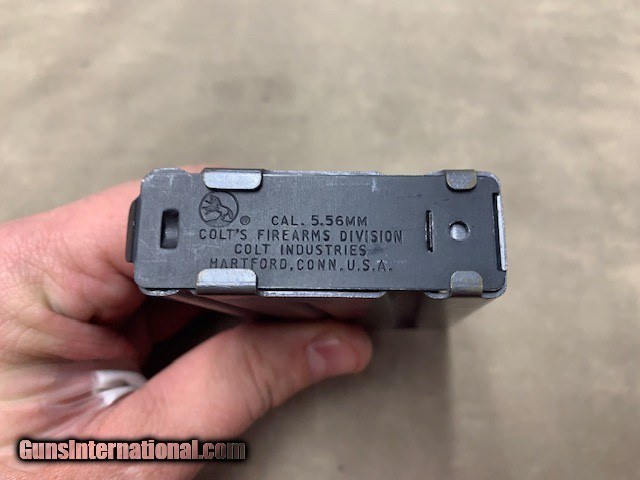 ® CAL. 5.56MM
COLT'S FIREARMS DIVISION
COLT INDUSTRIES
HARTFORD, CONN. U.S.A.
GunsInternational.com